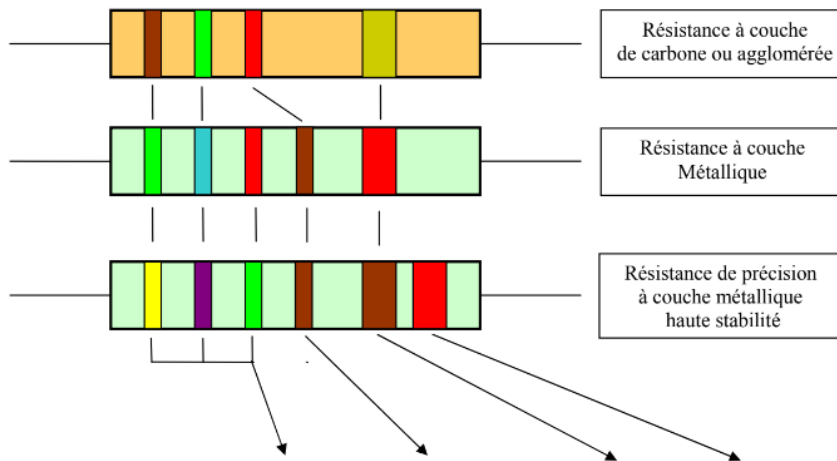 Résistance à couche
de carbone ou agglomérée
Résistance à couche
Métallique
Résistance de précision
à couche métallique
haute stabilité